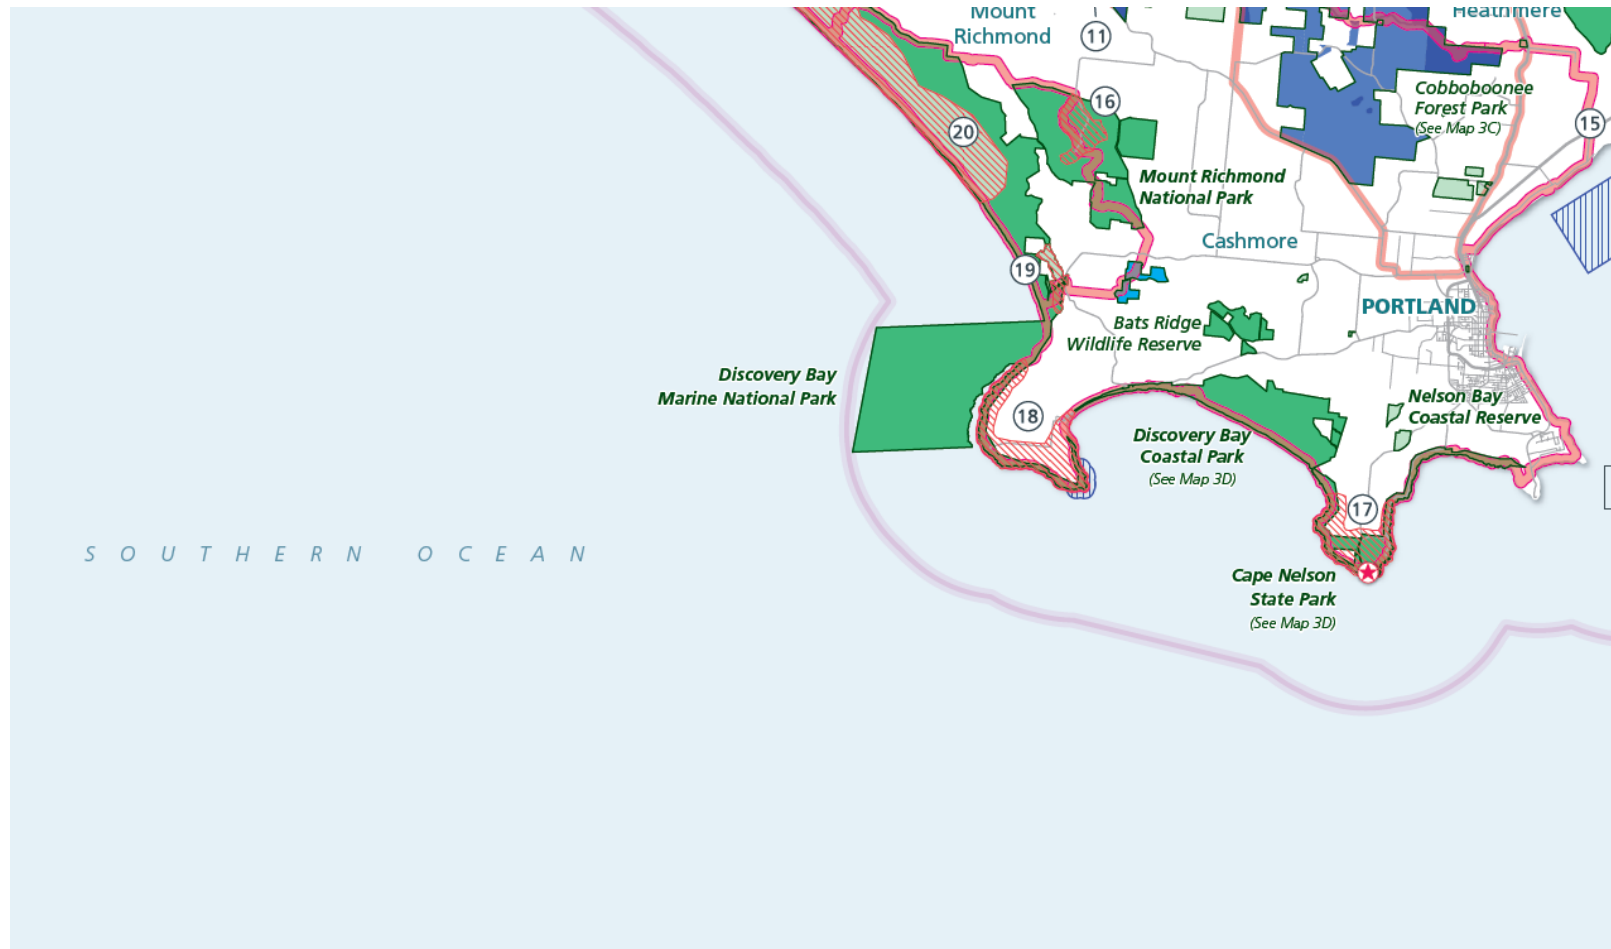 Mount
Richmond
11
Heathmere
16
Cobboboonee
Forest Park
(See Map 3C)
15
20
Mount Richmond
National Park
Cashmore
19
PORTLAND
Bats Ridge
Wildlife Reserve
Discovery Bay
Marine National Park
18
Nelson Bay
Coastal Reserve
Discovery Bay
Coastal Park
(See Map 3D)
17
SOUTHERN OCEAN
Cape Nelson
State Park
(See Map 3D)